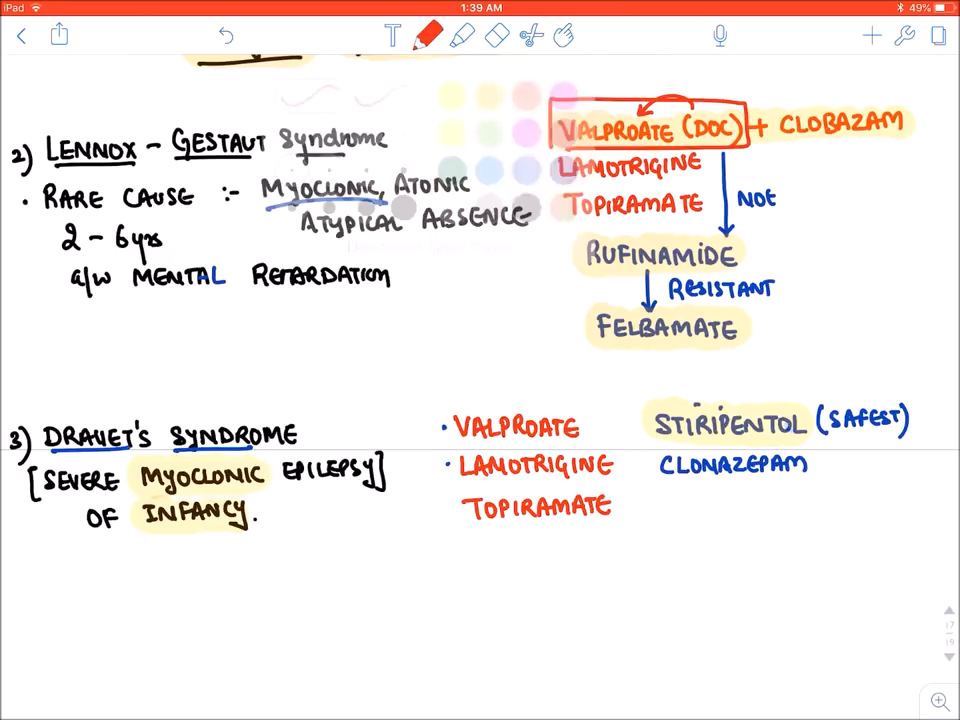 iPad
1:39 AM
49%
T
2) LENNOX - GESTAUT Syndrome
• RARE CAUSE :- MYOCLONIC, ATONIC
ATYPICAL ABSENCE
2 - 6yrs
a/w MENTAL RETARDATION
VALPROATE (DOC) + CLOBAZAM
LAMOTRIGINE
TOPIRAMATE
RUFINAMIDE
RESISTANT
FELBAMATE
3) DRAVET's SYNDROME
[SEVERE MYOCLONIC EPILEPSY]
OF INFANCY.
• VALPROATE
• LAMOTRIGINE
TOPIRAMATE
STIRIPENTOL (SAFEST)
CLONAZEPAM
17
19